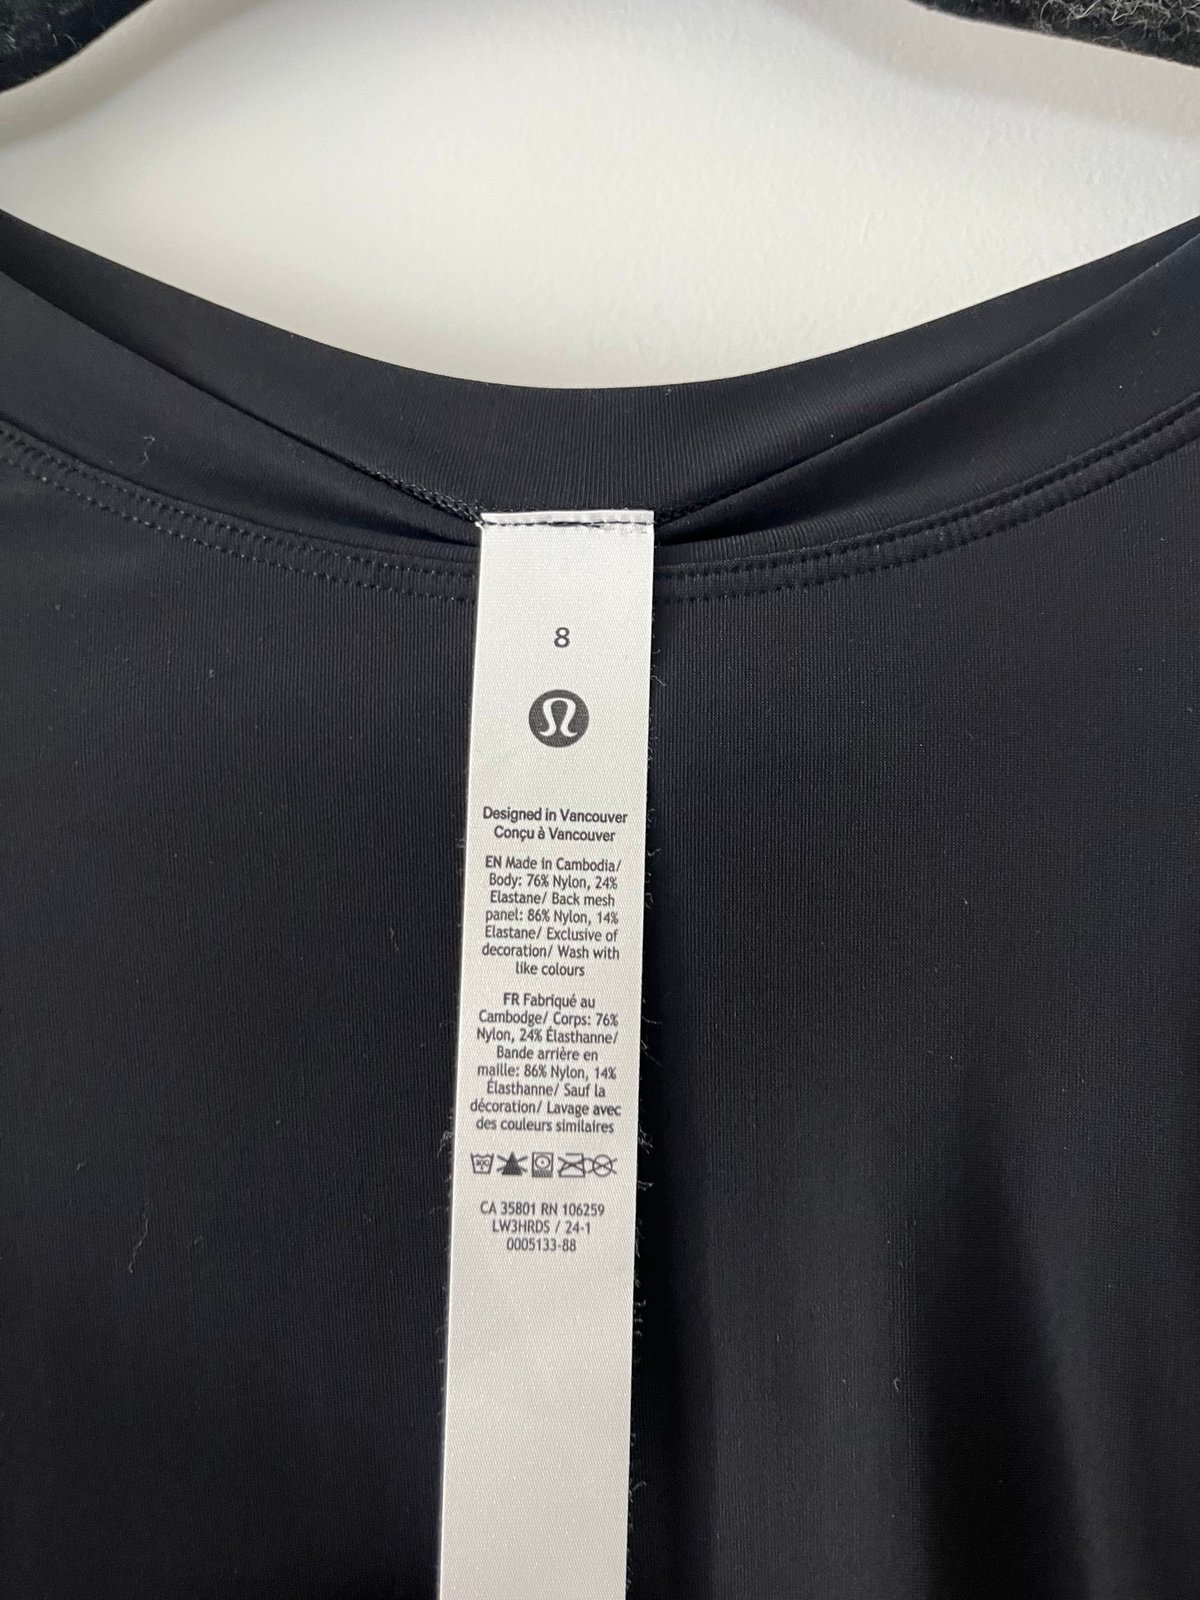 8
Designed in Vancouver
Conçu à Vancouver
EN Made in Cambodia/
Body: 76% Nylon, 24%
Elastane/ Back mesh
panel: 86% Nylon, 14%
Elastane/ Exclusive of
decoration/ Wash with
like colours
FR Fabriqué au
Cambodge/ Corps: 76%
Nylon, 24% Élasthanne/
Bande arrière en
maille: 86% Nylon, 14%
Élasthanne/ Sauf la
décoration/ Lavage avec
des couleurs similaires
CA 35801 RN 106259
LW3HRDS / 24-1
0005133-88